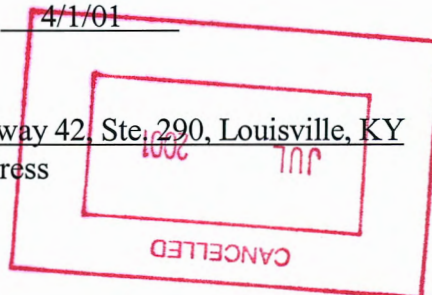 4/1/01
way 42, Ste. 290, Louisville, KY
ress
JUL
2001
CANCELLED